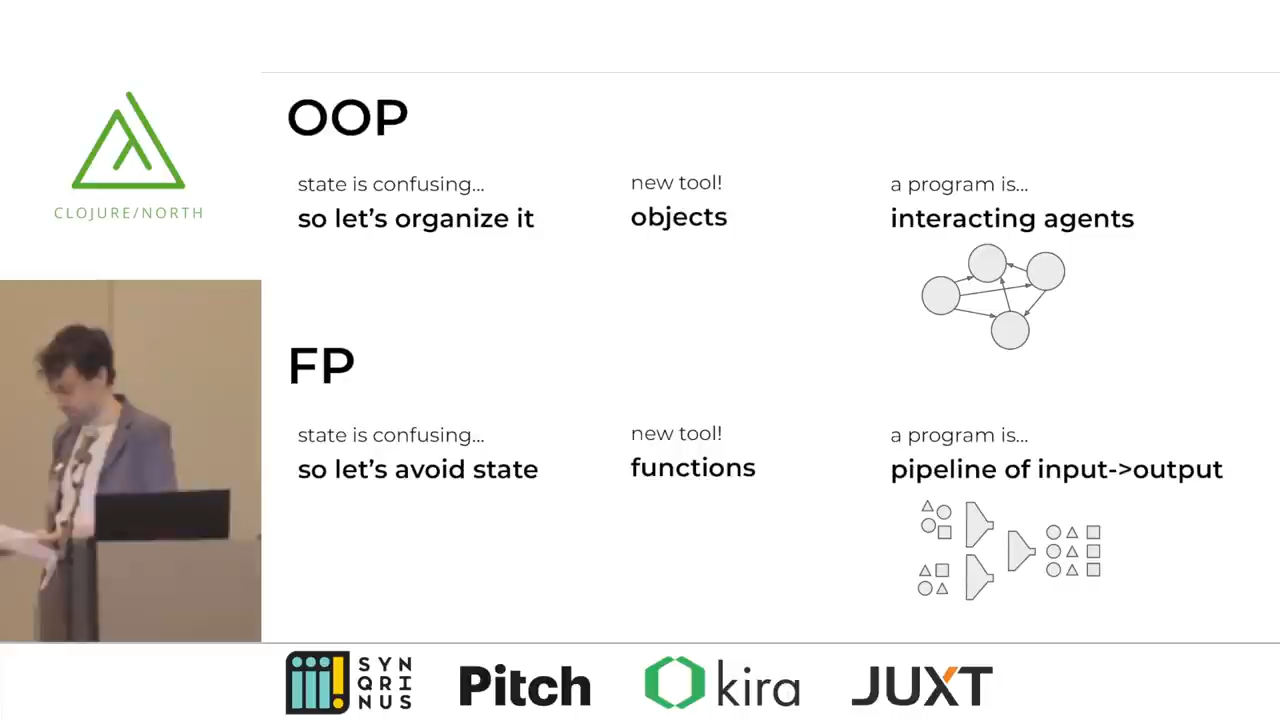 CLOJURE/NORTH
OOP
state is confusing...
so let's organize it
new tool!
objects
a program is...
interacting agents
FP
state is confusing...
so let's avoid state
new tool!
functions
a program is...
pipeline of input->output
SYN
QRI
NUS
Pitch
kira
JUXT